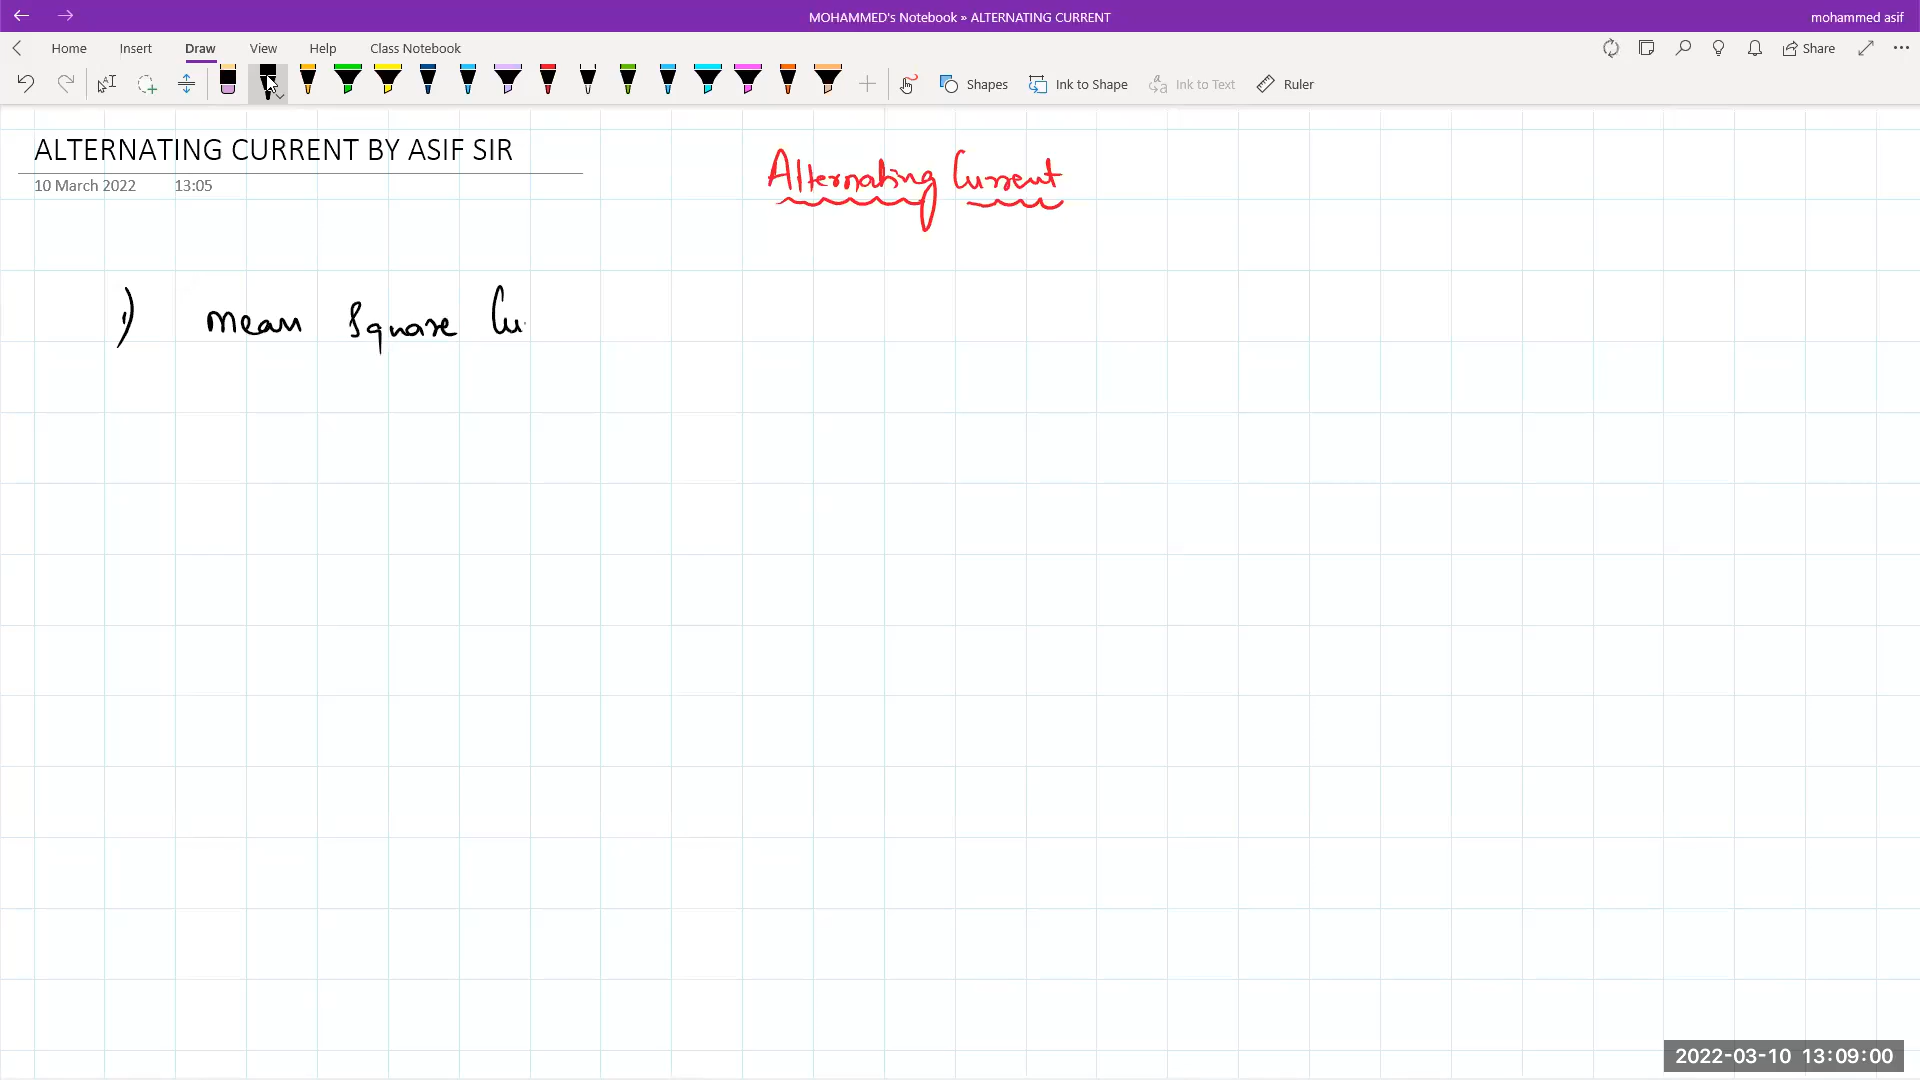 MOHAMMED's Notebook » ALTERNATING CURRENT
mohammed asif
Home Insert Draw View Help Class Notebook
Share
Shapes Ink to Shape Ink to Text Ruler
ALTERNATING CURRENT BY ASIF SIR
10 March 2022 13:05
Alternating Current
1) Mean Square Cu
2022-03-10 13:09:00